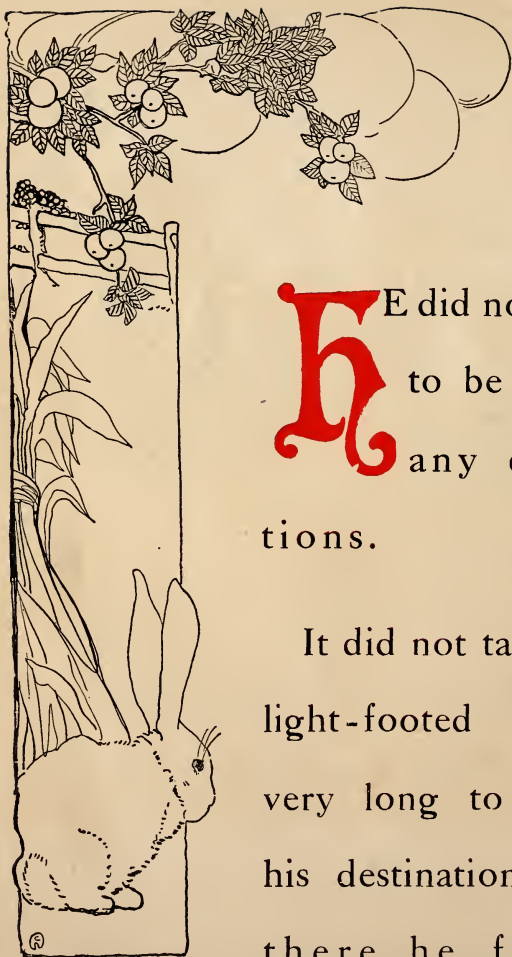 HE did no
to be
any
tions.
It did not ta
light-footed
very long to
his destination
there he f